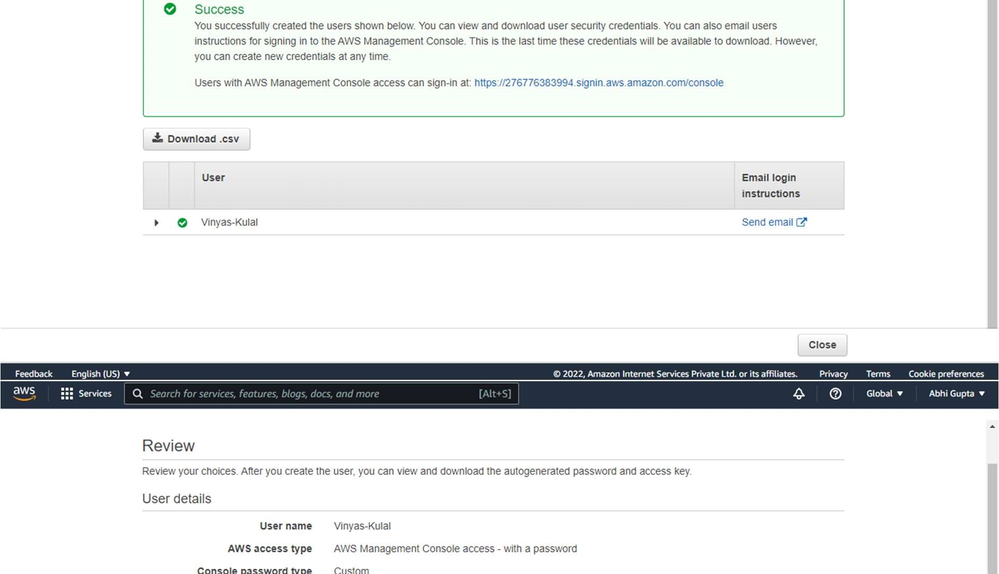 Success
You successfully created the users shown below. You can view and download user security credentials. You can also email users
instructions for signing in to the AWS Management Console. This is the last time these credentials will be available to download. However,
you can create new credentials at any time.
Users with AWS Management Console access can sign-in at: https://276776383994.signin.aws.amazon.com/console
Download .csv
User
Email login
instructions
Vinyas-Kulal
Send email
Close
Feedback English (US) © 2022, Amazon Internet Services Private Ltd. or its affiliates. Privacy Terms Cookie preferences
aws Services Search for services, features, blogs, docs, and more [Alt+S] Global Abhi Gupta
Review
Review your choices. After you create the user, you can view and download the autogenerated password and access key.
User details
User name Vinyas-Kulal
AWS access type AWS Management Console access - with a password
Console password type Custom